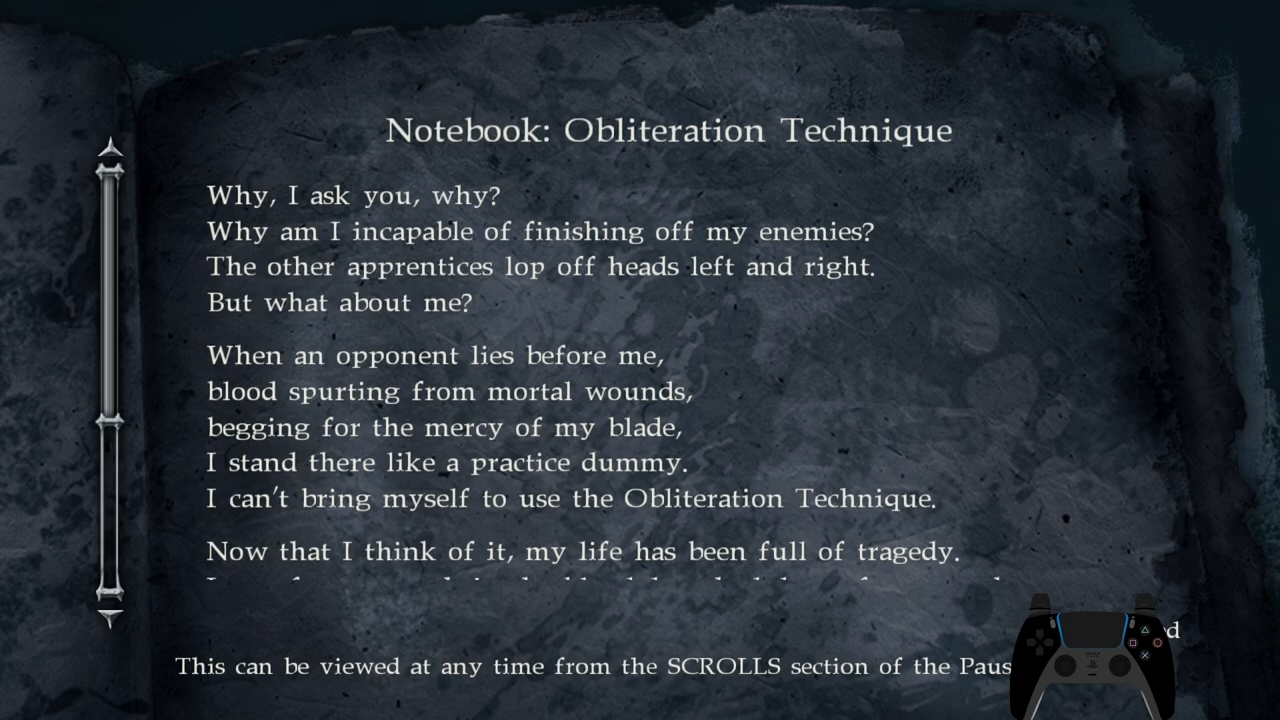 Notebook: Obliteration Technique
Why, I ask you, why?
Why am I incapable of finishing off my enemies?
The other apprentices lop off heads left and right.
But what about me?
When an opponent lies before me,
blood spurting from mortal wounds,
begging for the mercy of my blade,
I stand there like a practice dummy.
I can't bring myself to use the Obliteration Technique.
Now that I think of it, my life has been full of tragedy.
This can be viewed at any time from the SCROLLS section of the